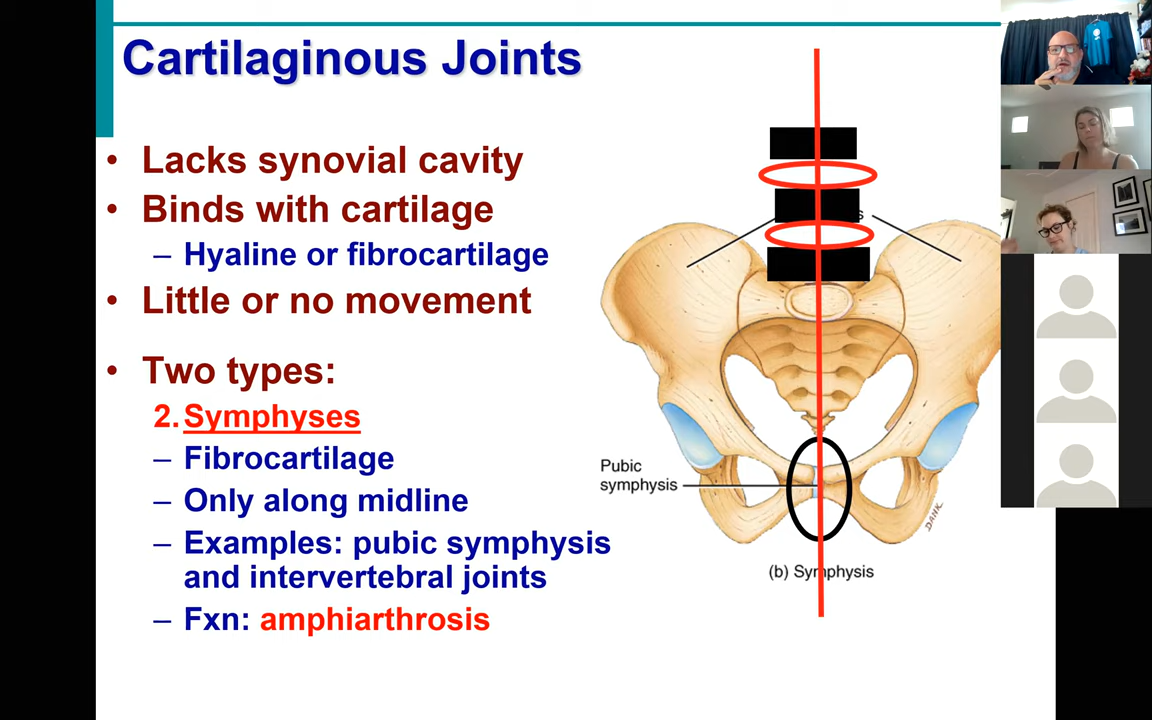 Cartilaginous Joints
• Lacks synovial cavity
• Binds with cartilage
– Hyaline or fibrocartilage
• Little or no movement
• Two types:
2. Symphyses
– Fibrocartilage
– Only along midline
– Examples: pubic symphysis
and intervertebral joints
– Fxn: amphiarthrosis
Pubic
symphysis
(b) Symphysis
DAHK